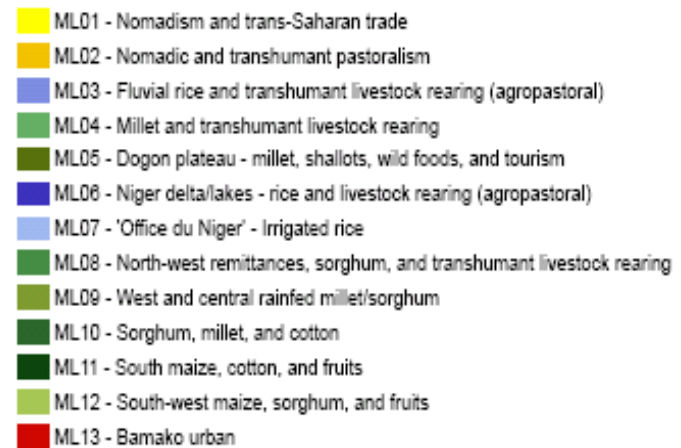 ML01 - Nomadism and trans-Saharan trade
ML02 - Nomadic and transhumant pastoralism
ML03 - Fluvial rice and transhumant livestock rearing (agropastoral)
ML04 - Millet and transhumant livestock rearing
ML05 - Dogon plateau - millet, shallots, wild foods, and tourism
ML06 - Niger delta/lakes - rice and livestock rearing (agropastoral)
ML07 - 'Office du Niger' - Irrigated rice
ML08 - North-west remittances, sorghum, and transhumant livestock rearing
ML09 - West and central rainfed millet/sorghum
ML10 - Sorghum, millet, and cotton
ML11 - South maize, cotton, and fruits
ML12 - South-west maize, sorghum, and fruits
ML13 - Bamako urban